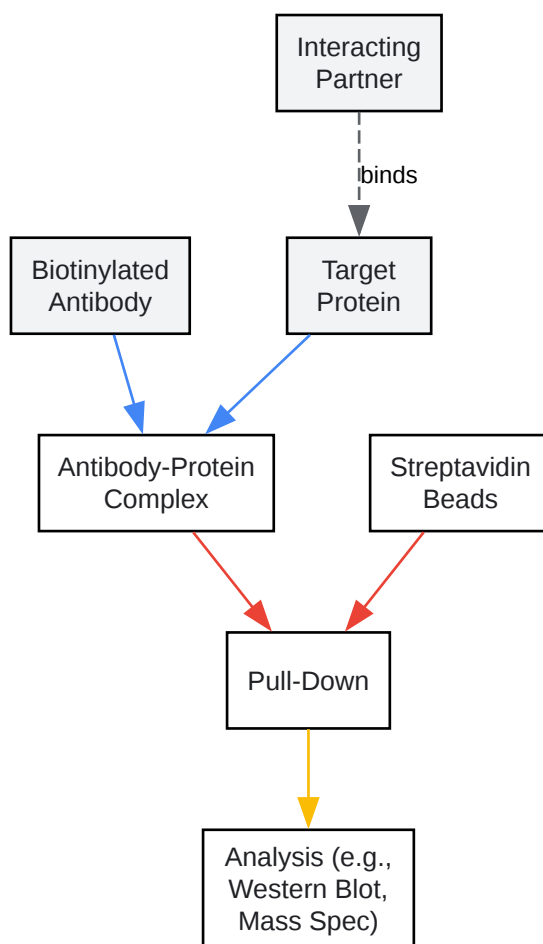 Interacting
Partner
binds
Biotinylated
Antibody
Target
Protein
Antibody-Protein
Complex
Streptavidin
Beads
Pull-Down
Analysis (e.g.,
Western Blot,
Mass Spec)